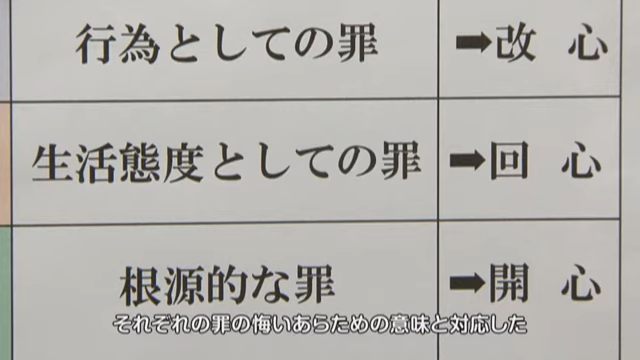 行為としての罪 ➡改 心
生活態度としての罪 ➡回 心
根源的な罪 ➡開 心
それぞれの罪の悔いあらための意味と対応した